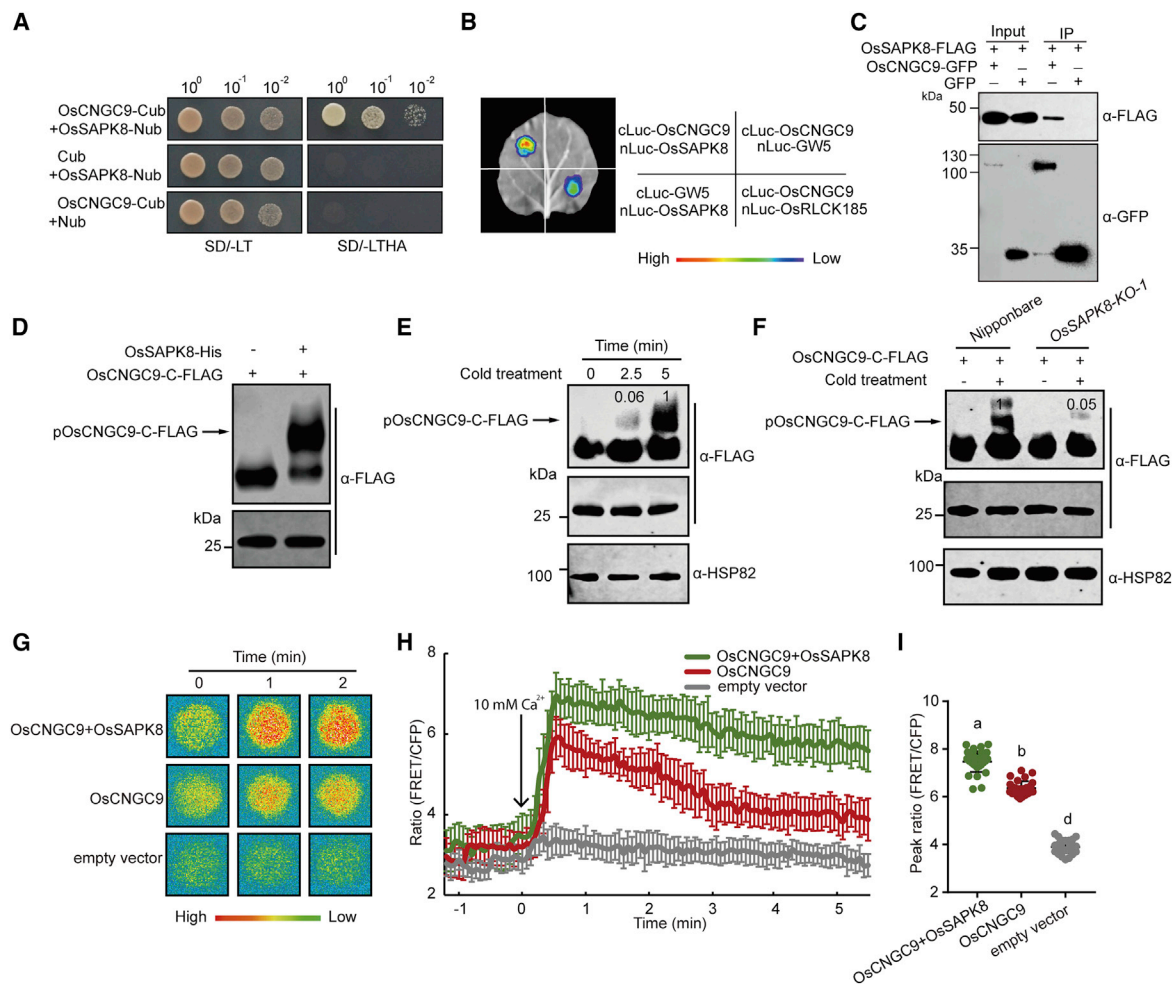 A
10⁰ 10⁻¹ 10⁻² 10⁰ 10⁻¹ 10⁻²
OsCNGC9-Cub
+OsSAPK8-Nub
Cub
+OsSAPK8-Nub
OsCNGC9-Cub
+Nub
SD/-LT SD/-LTHA
B
cLuc-OsCNGC9
nLuc-OsSAPK8
cLuc-OsCNGC9
nLuc-GW5
cLuc-GW5
nLuc-OsSAPK8
cLuc-OsCNGC9
nLuc-OsRLCK185
High Low
C
Input IP
OsSAPK8-FLAG + + + +
OsCNGC9-GFP + – + –
GFP – + – +
kDa
50
α-FLAG
130
100
α-GFP
35
D
OsSAPK8-His - +
OsCNGC9-C-FLAG + +
pOsCNGC9-C-FLAG
α-FLAG
kDa
25
E
Time (min)
Cold treatment 0 2.5 5
0.06 1
pOsCNGC9-C-FLAG
α-FLAG
kDa
25
100
α-HSP82
F
Nipponbare OsSAPK8-KO-1
OsCNGC9-C-FLAG + + + +
Cold treatment - + - +
1 0.05
pOsCNGC9-C-FLAG
α-FLAG
kDa
25
100
α-HSP82
G
Time (min)
0 1 2
OsCNGC9+OsSAPK8
OsCNGC9
empty vector
High Low
H
8
6
4
2
Ratio (FRET/CFP)
10 mM Ca²⁺
OsCNGC9+OsSAPK8
OsCNGC9
empty vector
-1 0 1 2 3 4 5
Time (min)
I
10
8
6
4
2
Peak ratio (FRET/CFP)
a
b
d
OsCNGC9+OsSAPK8
OsCNGC9
empty vector